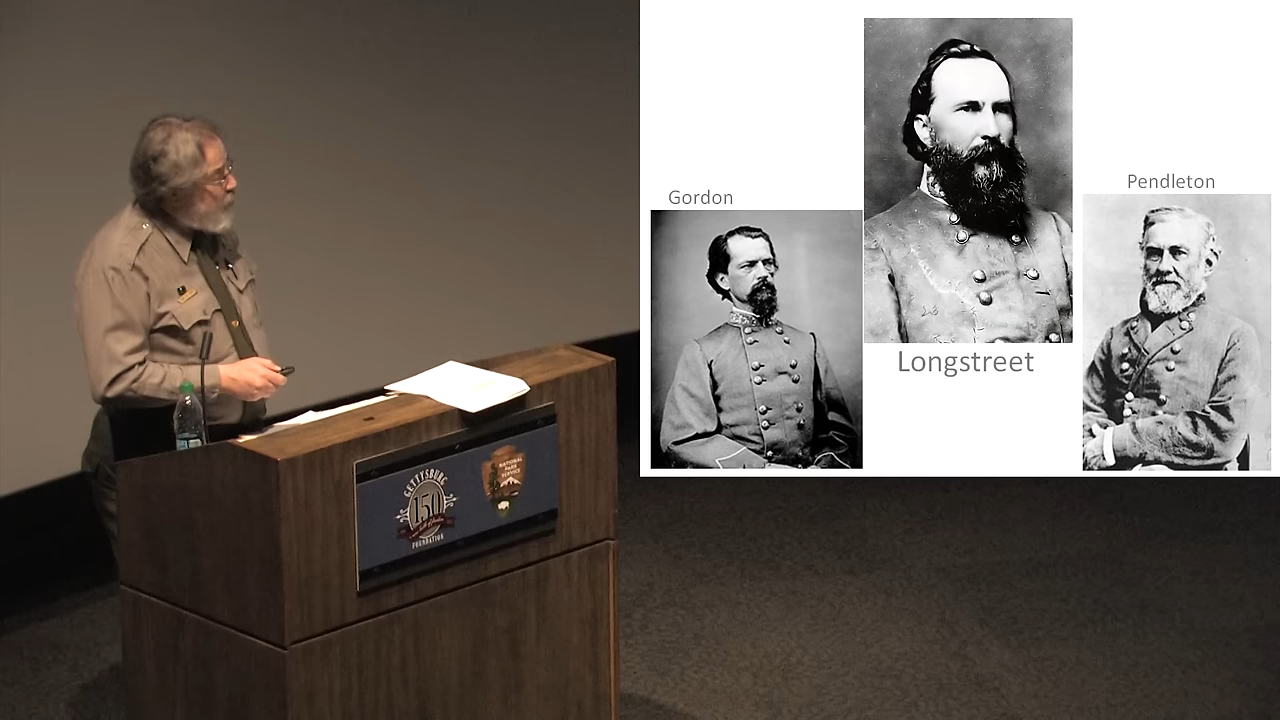 Gordon
Longstreet
Pendleton
GETTYSBURG
150
FOUNDATION
NATIONAL
PARK
SERVICE